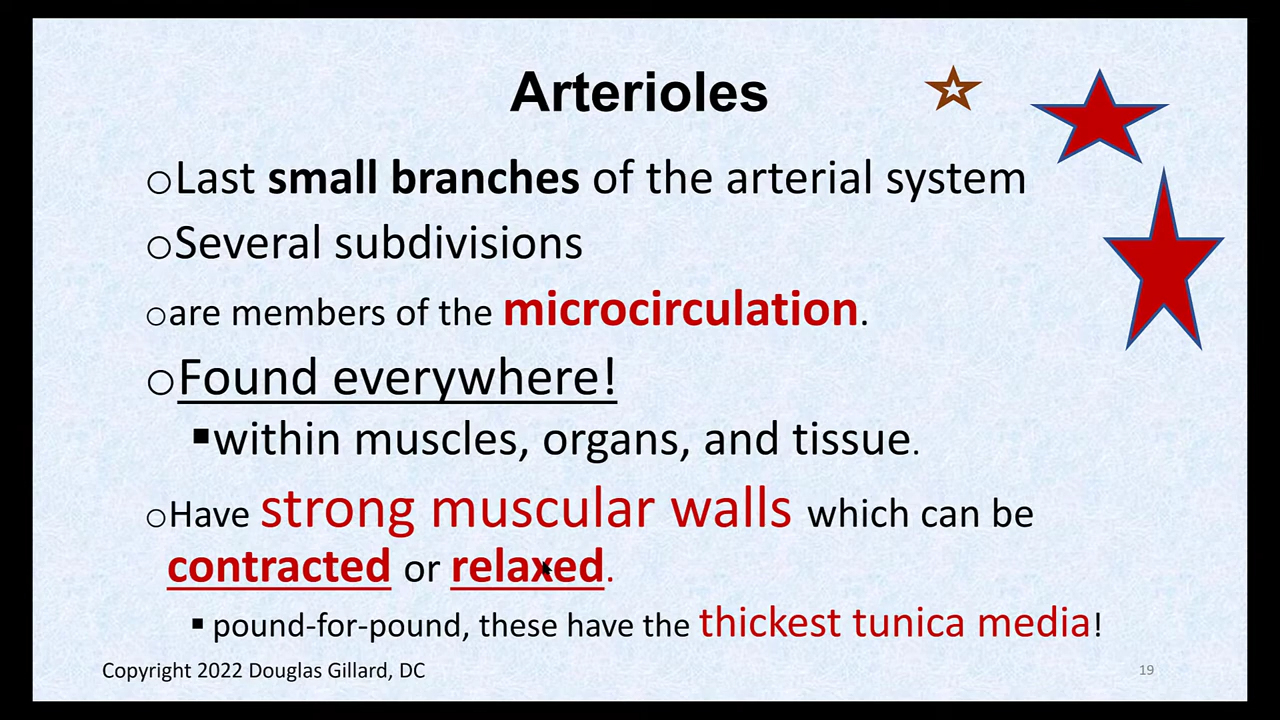 Arterioles
oLast small branches of the arterial system
oSeveral subdivisions
oare members of the microcirculation.
oFound everywhere!
▪within muscles, organs, and tissue.
oHave strong muscular walls which can be
contracted or relaxed.
▪ pound-for-pound, these have the thickest tunica media!
Copyright 2022 Douglas Gillard, DC
19